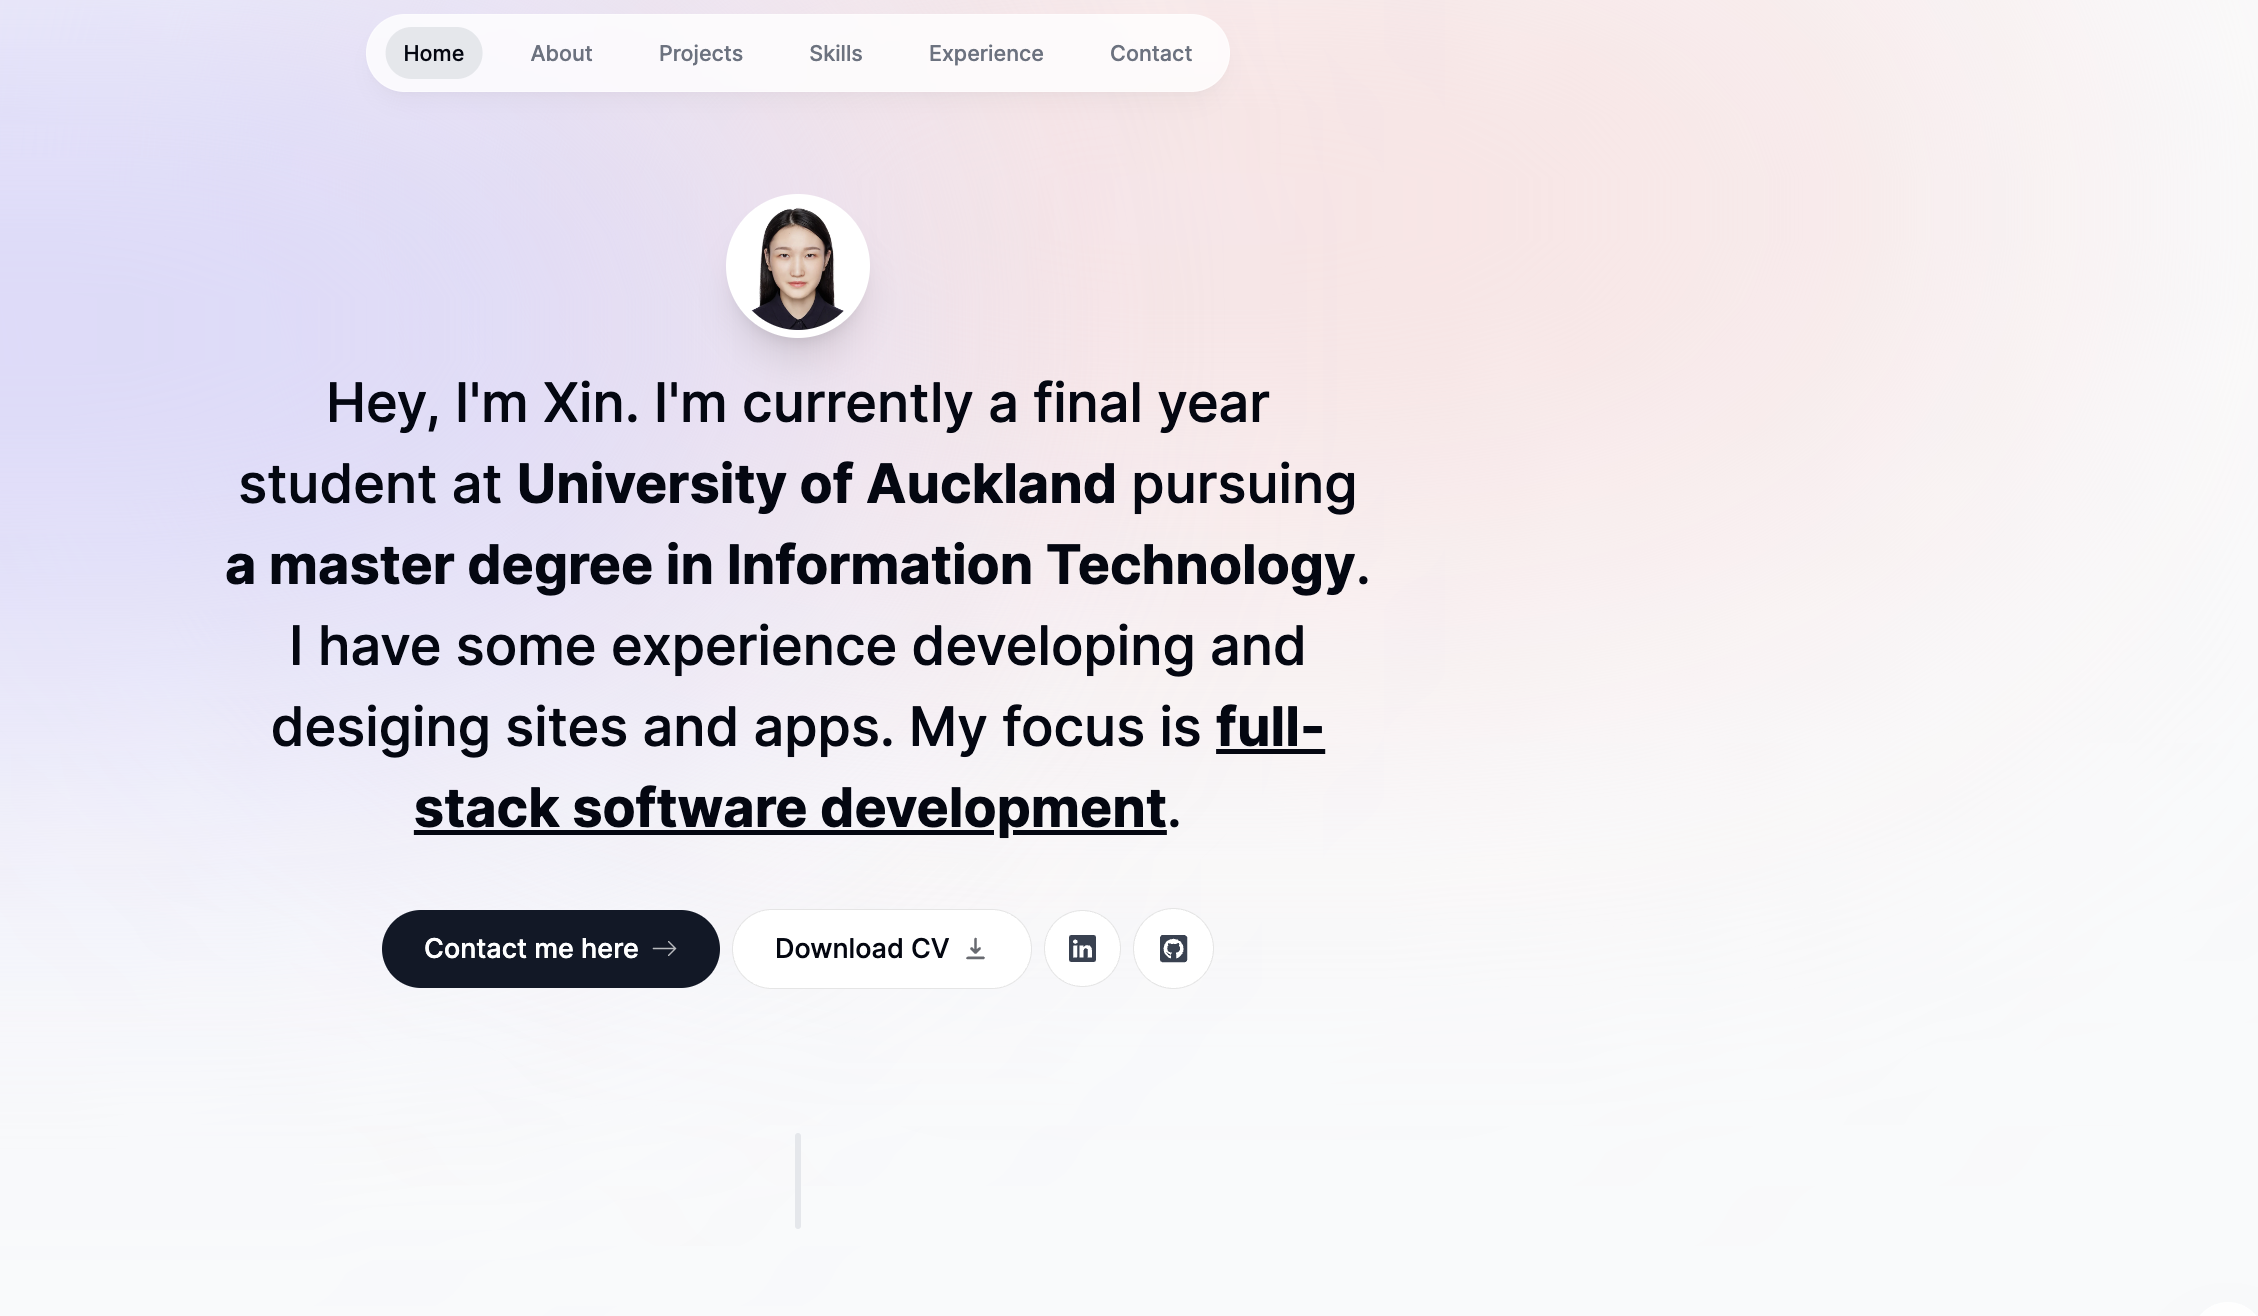 Home About Projects Skills Experience Contact
Hey, I'm Xin. I'm currently a final year
student at University of Auckland pursuing
a master degree in Information Technology.
I have some experience developing and
desiging sites and apps. My focus is full-
stack software development.
Contact me here Download CV in